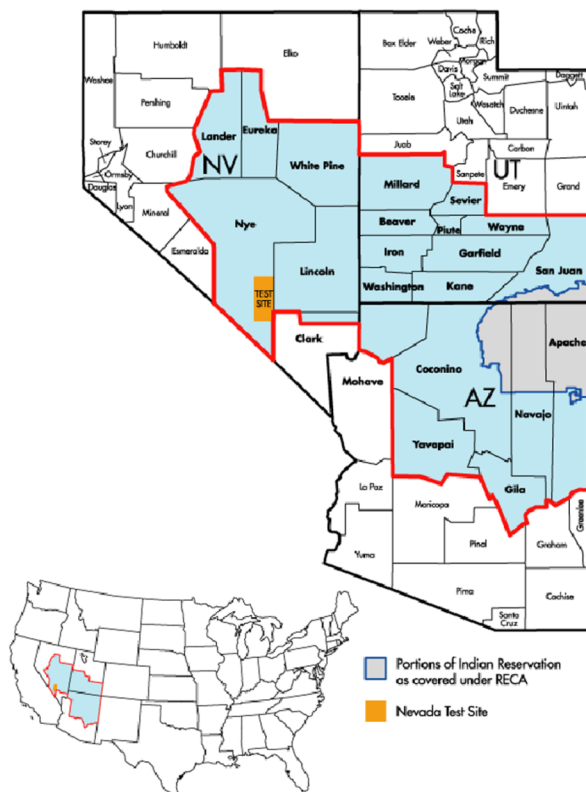 Humboldt
Elko
Washoe
Pershing
Lander
Eureka
Churchill
Storey
Ormsby
Douglas
Lyon
Mineral
Esmeralda
NV
White Pine
Nye
Lincoln
TEST
SITE
Clark
Box Elder
Cache
Weber
Rich
Morgan
Davis
Salt
Lake
Summit
Daggett
Tooele
Wasatch
Utah
Duchesne
Uintah
Juab
Carbon
Sanpete
UT
Emery
Grand
Millard
Sevier
Beaver
Piute
Wayne
Iron
Garfield
San Juan
Washington
Kane
Mohave
Coconino
Apache
AZ
Navajo
Yavapai
Gila
La Paz
Maricopa
Greenlee
Yuma
Pinal
Graham
Pima
Cochise
Santa
Cruz
Portions of Indian Reservation
as covered under RECA
Nevada Test Site